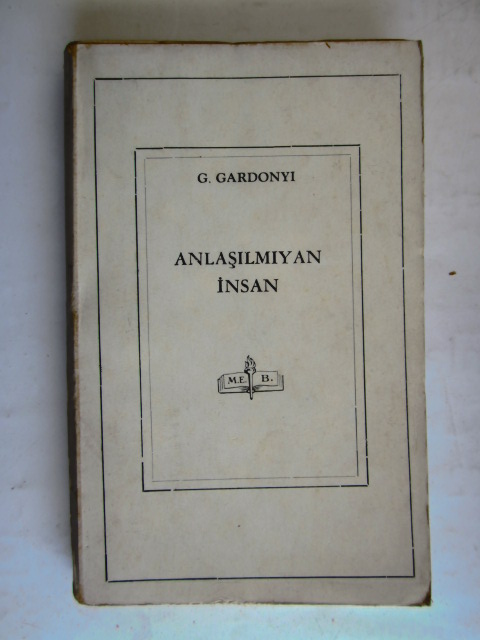 G. GARDONYI
ANLAŞILMIYAN
İNSAN
M.E. B.